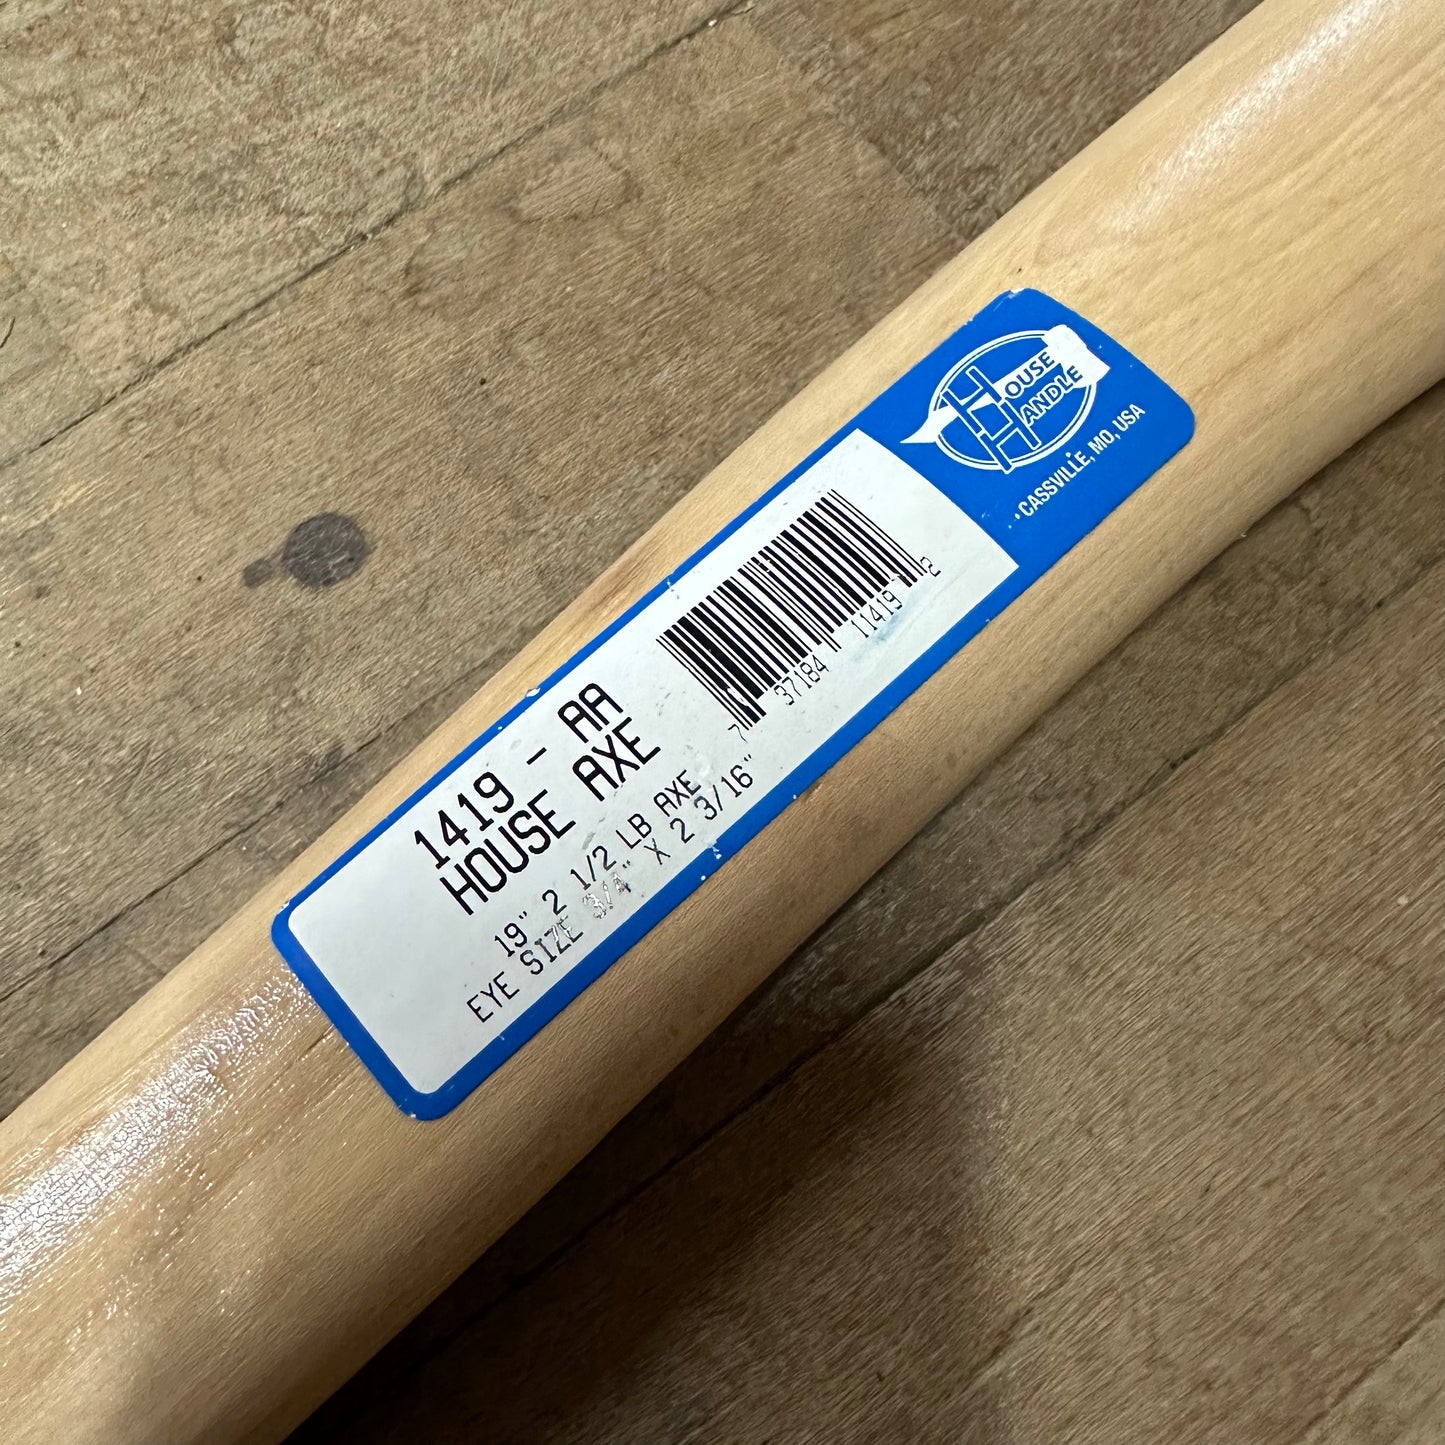 HOUSE
HANDLE
CASSVILLE, MO, USA
7 37184 11419 2
1419 - AA
HOUSE AXE
19" 2 1/2 LB AXE
EYE SIZE 3/4" X 2 3/16"